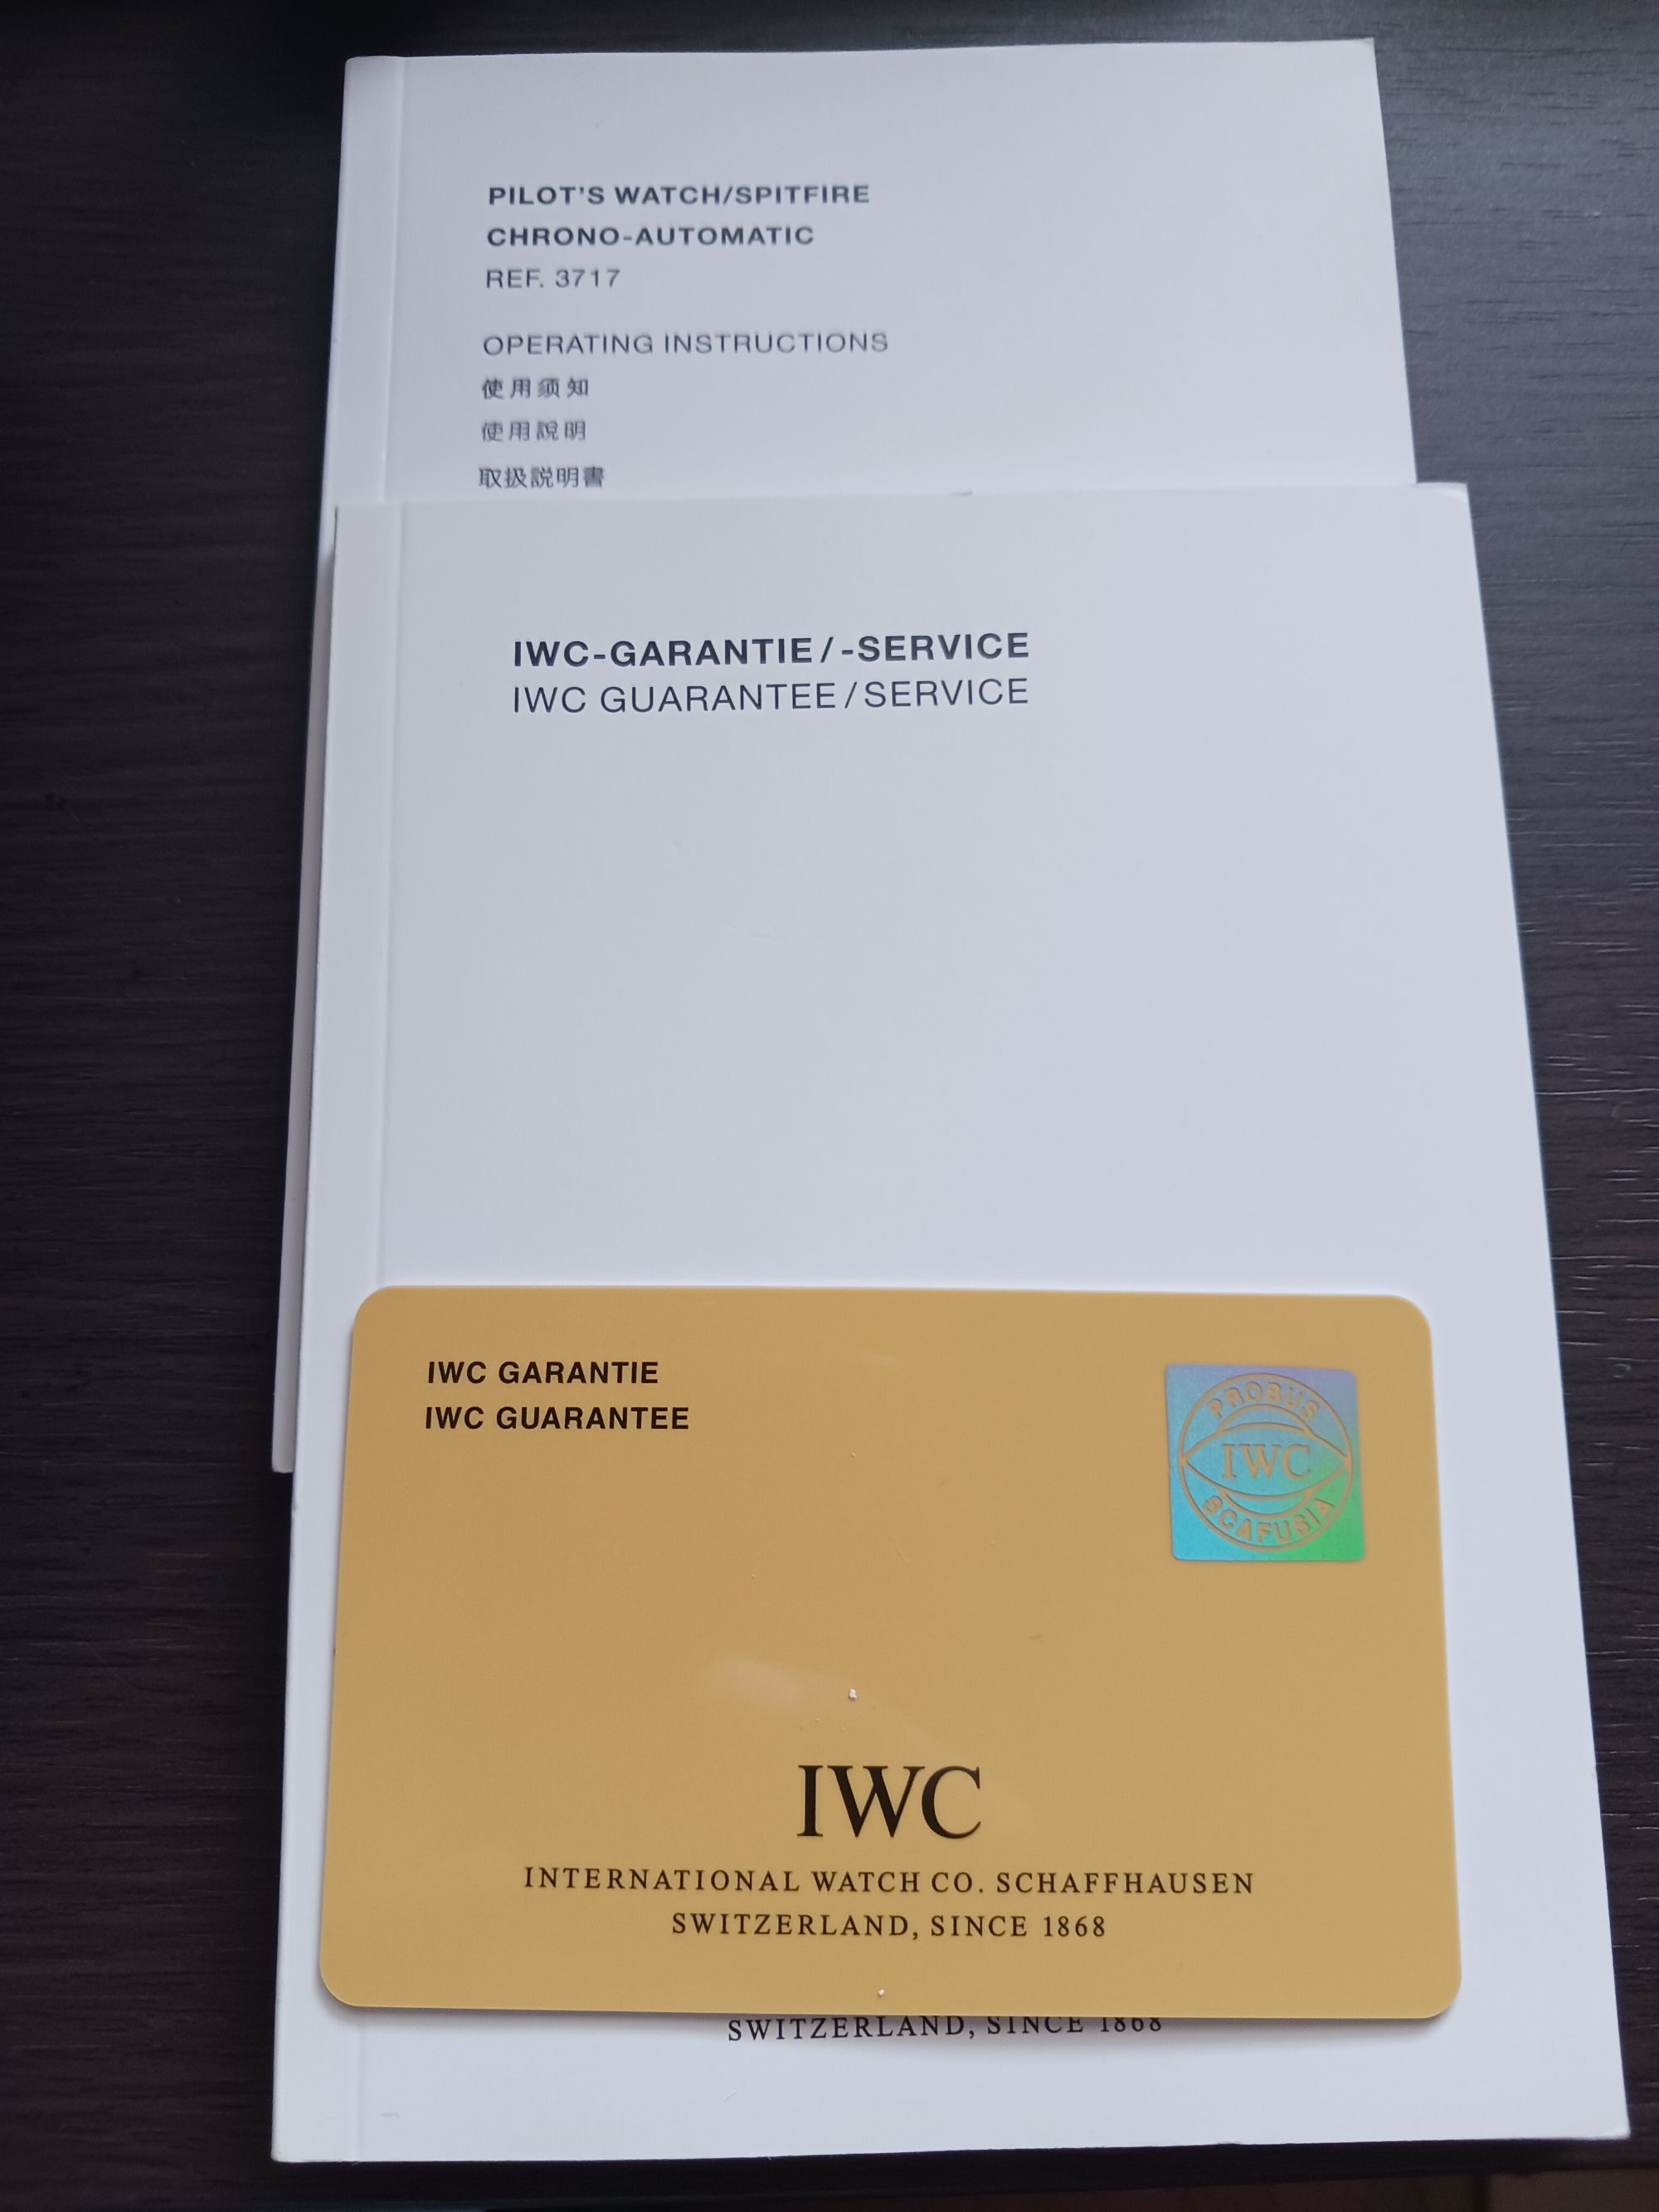 PILOT'S WATCH/SPITFIRE
CHRONO-AUTOMATIC
REF. 3717
OPERATING INSTRUCTIONS
使用须知
使用說明
取扱説明書
IWC-GARANTIE/-SERVICE
IWC GUARANTEE/SERVICE
IWC GARANTIE
IWC GUARANTEE
PROBUS
IWC
SCAFUSIA
IWC
INTERNATIONAL WATCH CO. SCHAFFHAUSEN
SWITZERLAND, SINCE 1868
SWITZERLAND, SINCE 1868